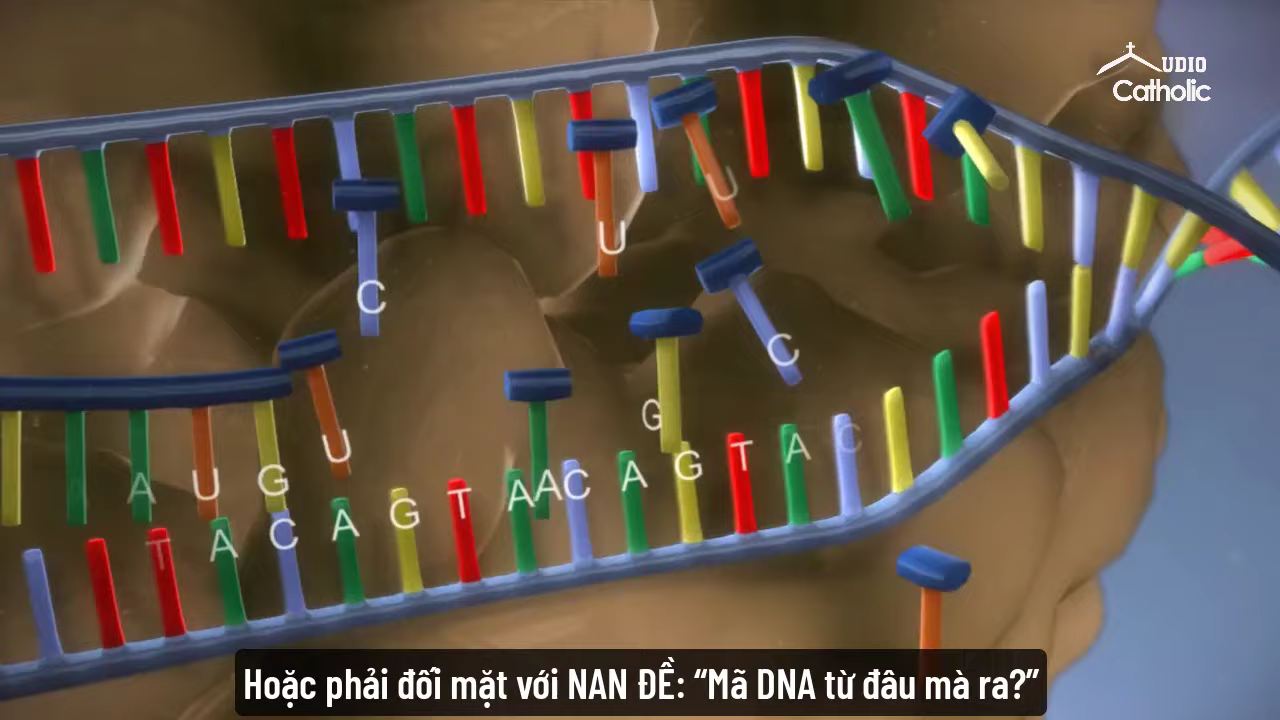 UDIO
Catholic
C
U
U
C
G
U
A U G
T A C A G T A A C A G T A C
Hoặc phải đối mặt với NAN ĐỀ: “Mã DNA từ đâu mà ra?”